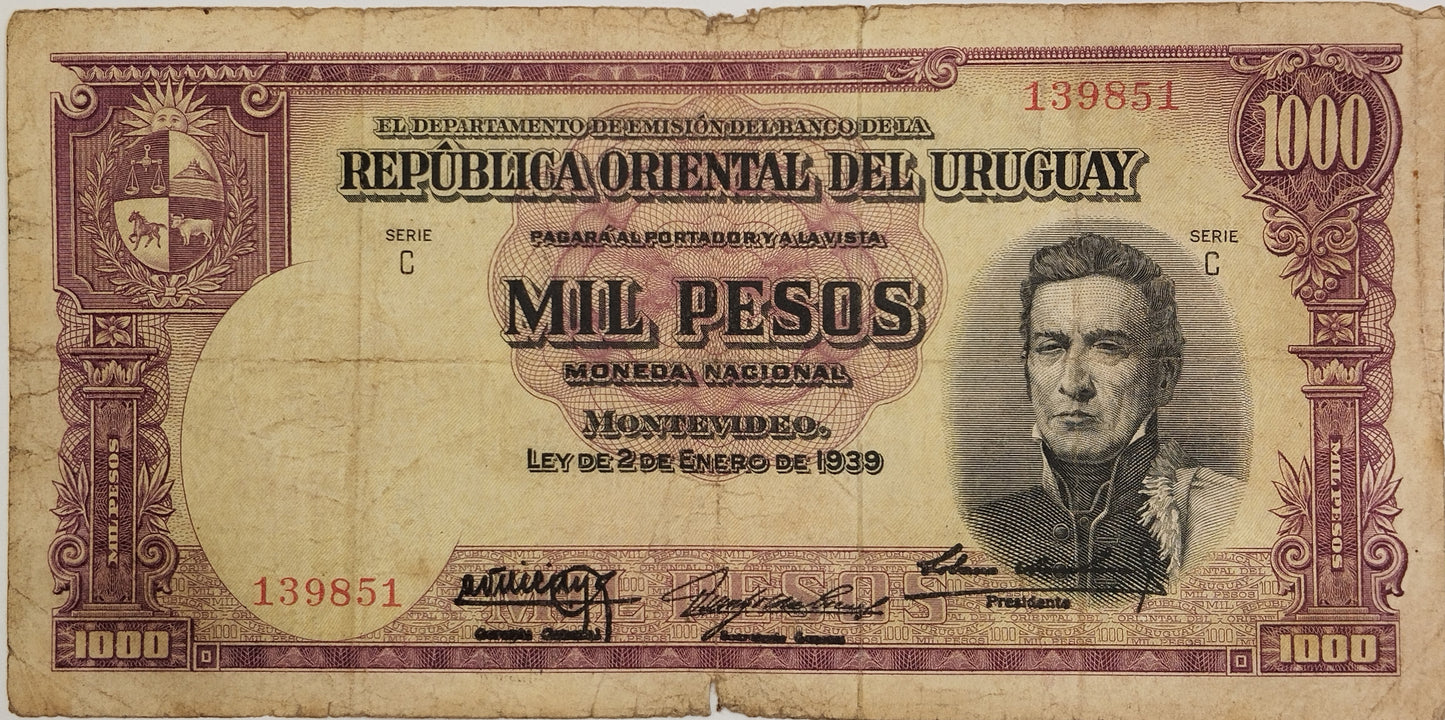 139851
1000
EL DEPARTAMENTO DE EMISIÓN DEL BANCO DE LA
REPÚBLICA ORIENTAL DEL URUGUAY
SERIE
C
PAGARÁ AL PORTADOR Y A LA VISTA
SERIE
C
MIL PESOS
MONEDA NACIONAL
MONTEVIDEO.
LEY DE 2 DE ENERO DE 1939
MIL PESOS
MIL PESOS
139851
PESOS
Presidente
1000
1000